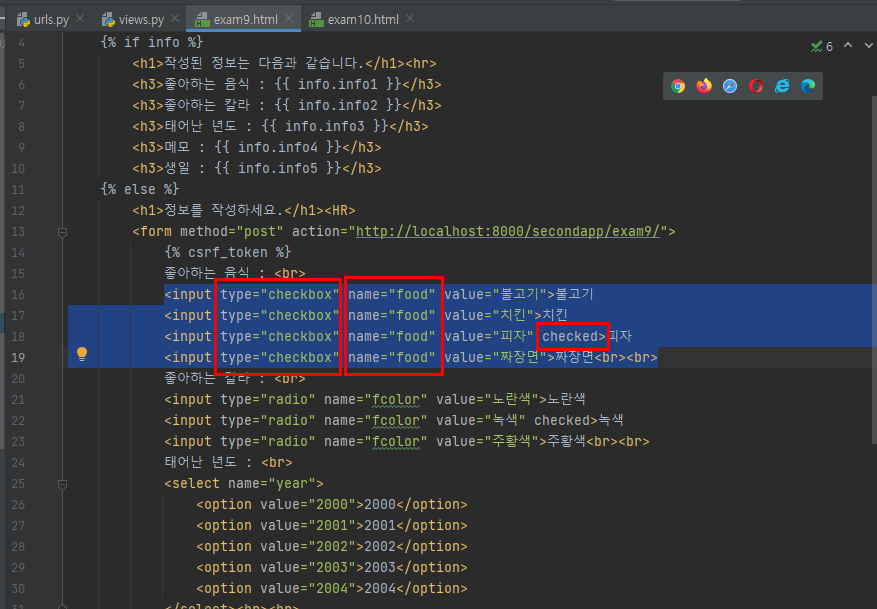 urls.py views.py exam9.html exam10.html
6
4 {% if info %}
5 <h1>작성된 정보는 다음과 같습니다.</h1><hr>
6 <h3>좋아하는 음식 : {{ info.info1 }}</h3>
7 <h3>좋아하는 칼라 : {{ info.info2 }}</h3>
8 <h3>태어난 년도 : {{ info.info3 }}</h3>
9 <h3>메모 : {{ info.info4 }}</h3>
10 <h3>생일 : {{ info.info5 }}</h3>
11 {% else %}
12 <h1>정보를 작성하세요.</h1><HR>
13 <form method="post" action="http://localhost:8000/secondapp/exam9/">
14 {% csrf_token %}
15 좋아하는 음식 : <br>
16 <input type="checkbox" name="food" value="불고기">불고기
17 <input type="checkbox" name="food" value="치킨">치킨
18 <input type="checkbox" name="food" value="피자" checked>피자
19 <input type="checkbox" name="food" value="짜장면">짜장면<br><br>
20 좋아하는 칼라 : <br>
21 <input type="radio" name="fcolor" value="노란색">노란색
22 <input type="radio" name="fcolor" value="녹색" checked>녹색
23 <input type="radio" name="fcolor" value="주황색">주황색<br><br>
24 태어난 년도 : <br>
25 <select name="year">
26 <option value="2000">2000</option>
27 <option value="2001">2001</option>
28 <option value="2002">2002</option>
29 <option value="2003">2003</option>
30 <option value="2004">2004</option>
31 </select><br><br>